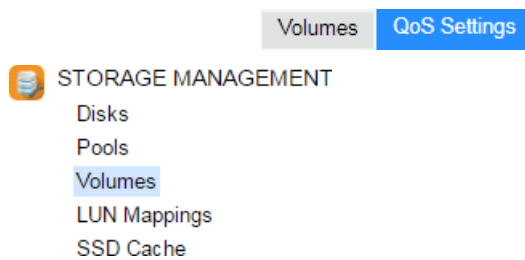 Volumes QoS Settings
STORAGE MANAGEMENT
Disks
Pools
Volumes
LUN Mappings
SSD Cache